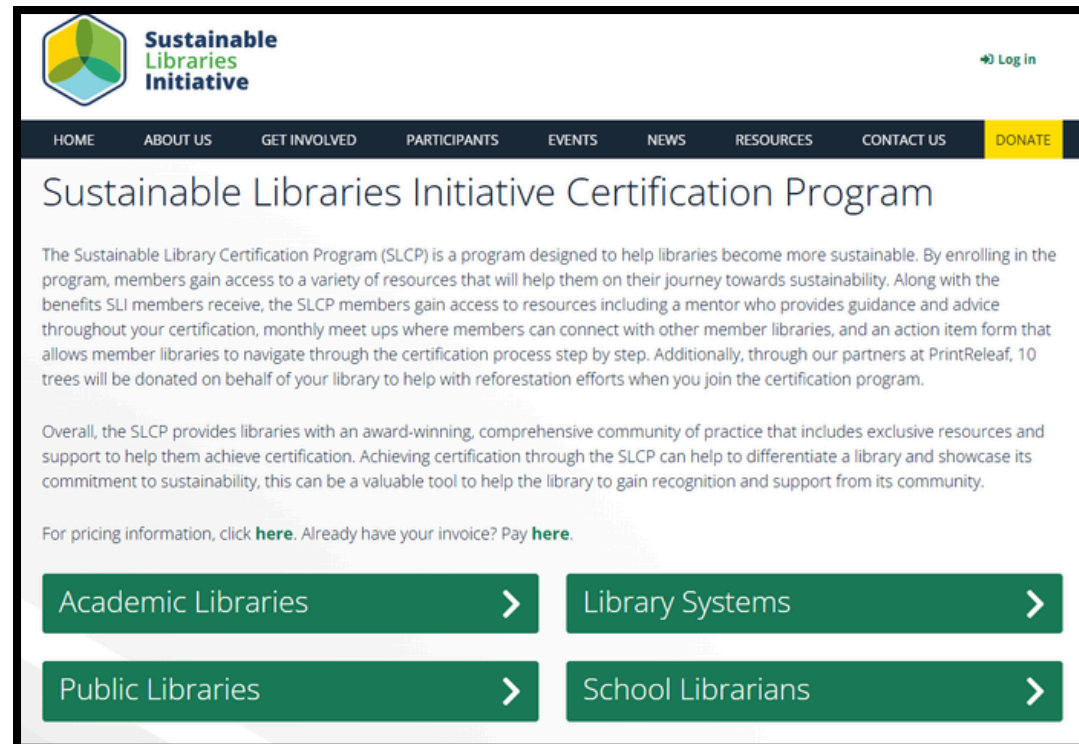 Sustainable
Libraries
Initiative
Log in
HOME ABOUT US GET INVOLVED PARTICIPANTS EVENTS NEWS RESOURCES CONTACT US DONATE
Sustainable Libraries Initiative Certification Program
The Sustainable Library Certification Program (SLCP) is a program designed to help libraries become more sustainable. By enrolling in the
program, members gain access to a variety of resources that will help them on their journey towards sustainability. Along with the
benefits SLI members receive, the SLCP members gain access to resources including a mentor who provides guidance and advice
throughout your certification, monthly meet ups where members can connect with other member libraries, and an action item form that
allows member libraries to navigate through the certification process step by step. Additionally, through our partners at PrintReleaf, 10
trees will be donated on behalf of your library to help with reforestation efforts when you join the certification program.
Overall, the SLCP provides libraries with an award-winning, comprehensive community of practice that includes exclusive resources and
support to help them achieve certification. Achieving certification through the SLCP can help to differentiate a library and showcase its
commitment to sustainability, this can be a valuable tool to help the library to gain recognition and support from its community.
For pricing information, click here. Already have your invoice? Pay here.
Academic Libraries
Library Systems
Public Libraries
School Librarians